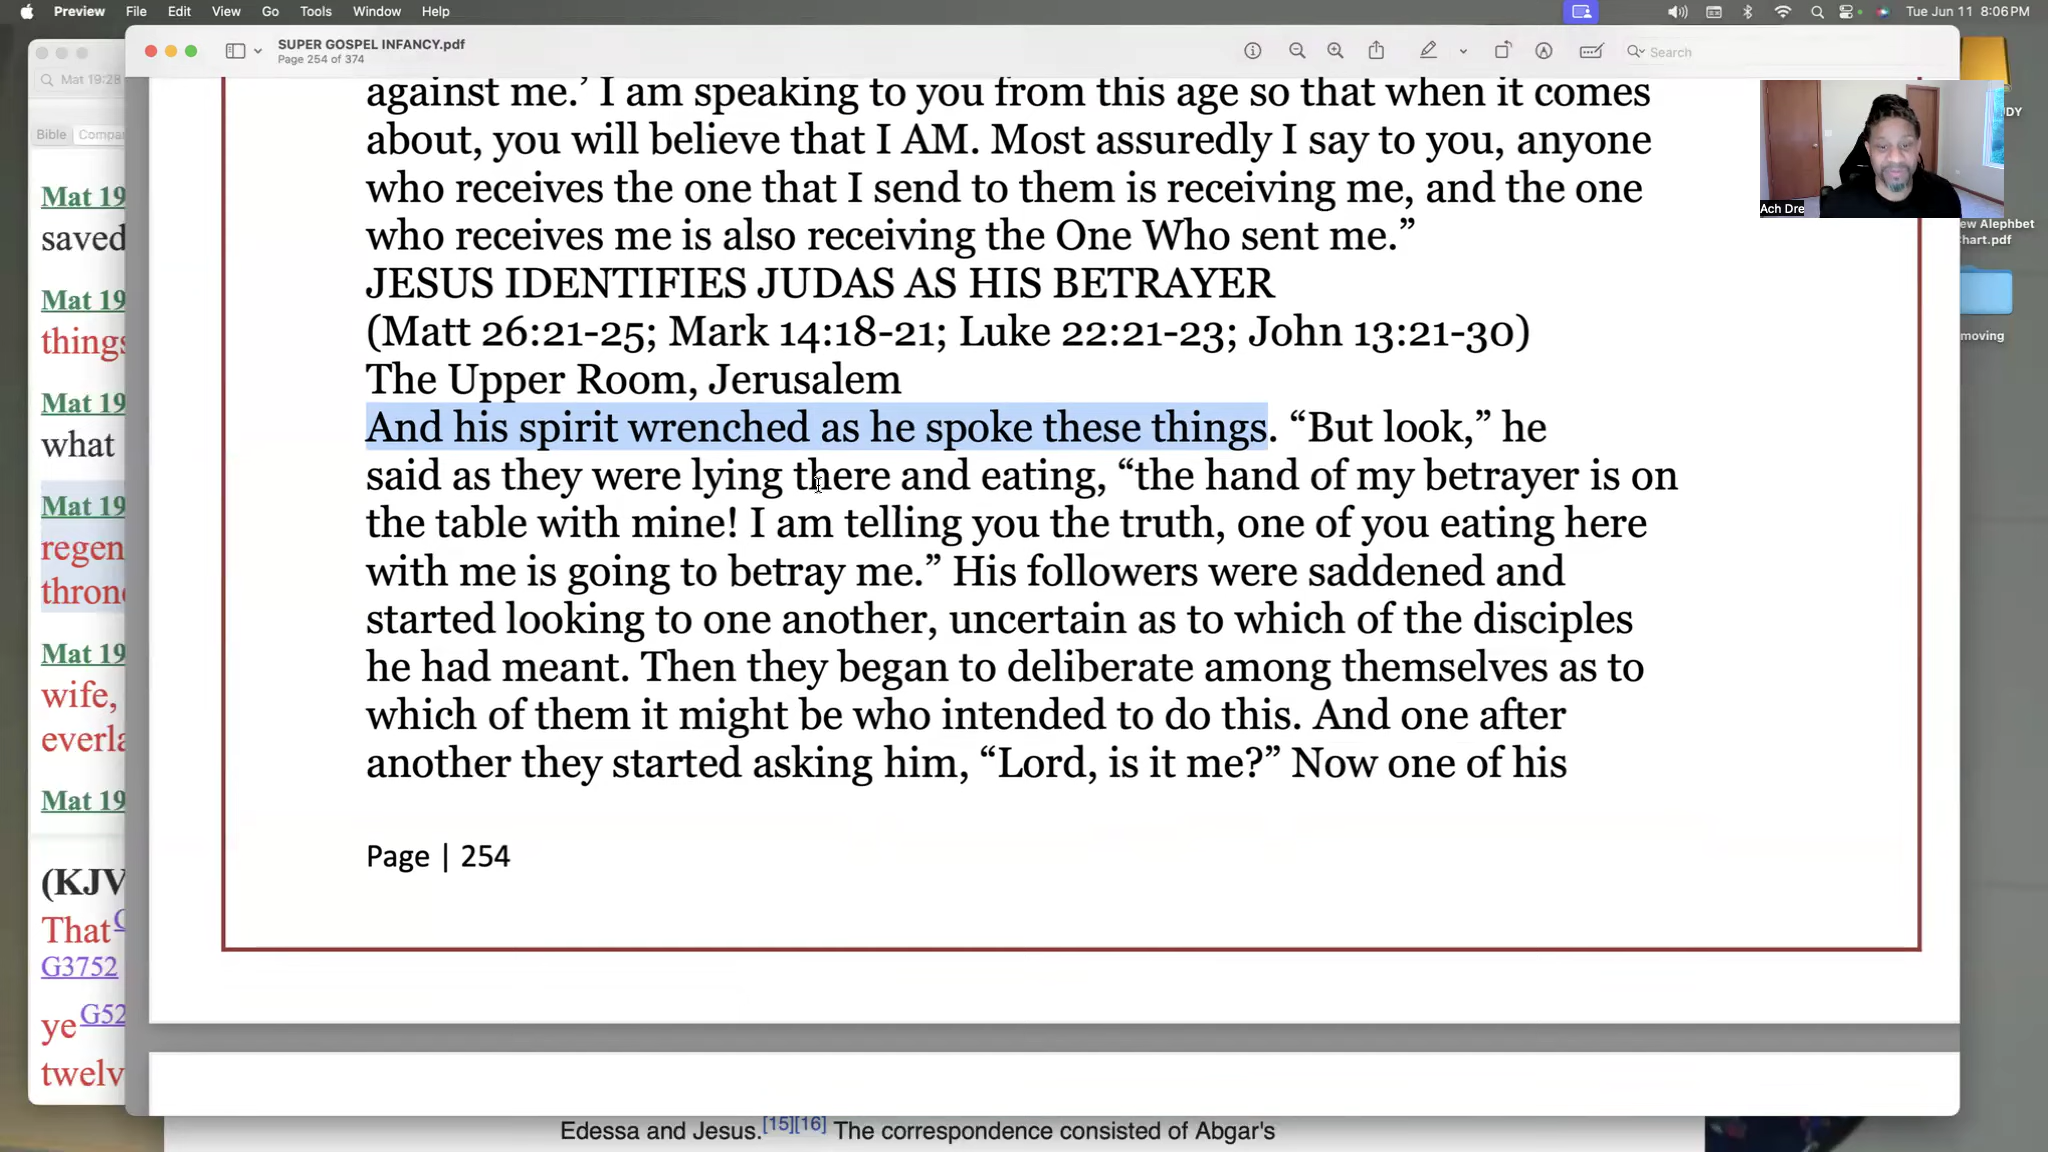 Preview File Edit View Go Tools Window Help
Tue Jun 11 8:06 PM
SUPER GOSPEL INFANCY.pdf
Page 254 of 374
Search
Mat 19:28
Bible Compa
Mat 19
saved
Mat 19
things
Mat 19
what
Mat 19
regen
throne
Mat 19
wife,
everla
Mat 19
(KJV
That
G3752
ye G52
twelv
against me.’ I am speaking to you from this age so that when it comes
about, you will believe that I AM. Most assuredly I say to you, anyone
who receives the one that I send to them is receiving me, and the one
who receives me is also receiving the One Who sent me.”
JESUS IDENTIFIES JUDAS AS HIS BETRAYER
(Matt 26:21-25; Mark 14:18-21; Luke 22:21-23; John 13:21-30)
The Upper Room, Jerusalem
And his spirit wrenched as he spoke these things. “But look,” he
said as they were lying there and eating, “the hand of my betrayer is on
the table with mine! I am telling you the truth, one of you eating here
with me is going to betray me.” His followers were saddened and
started looking to one another, uncertain as to which of the disciples
he had meant. Then they began to deliberate among themselves as to
which of them it might be who intended to do this. And one after
another they started asking him, “Lord, is it me?” Now one of his
Page | 254
Ach Dre
DY
ew Alephbet
hart.pdf
moving
Edessa and Jesus.[15][16] The correspondence consisted of Abgar's